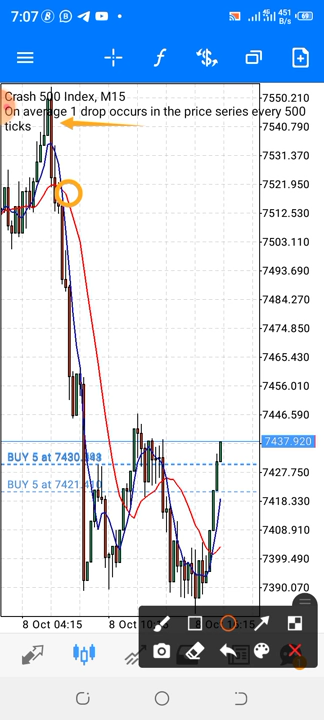 7:07
451
B/s
69
Crash 500 Index, M15
On average 1 drop occurs in the price series every 500
ticks
7550.210
7540.790
7531.370
7521.950
7512.530
7503.110
7493.690
7484.270
7474.850
7465.430
7456.010
7446.590
7437.920
BUY 5 at 7430.
7427.750
BUY 5 at 7421.
7418.330
7408.910
7399.490
7390.070
8 Oct 04:15
8 Oct 10: